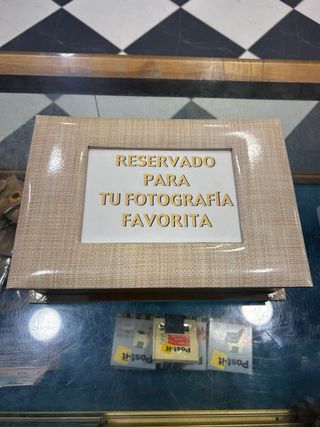 RESERVADO
PARA
TU FOTOGRAFÍA
FAVORITA
Post-it
Post-it
Post-it